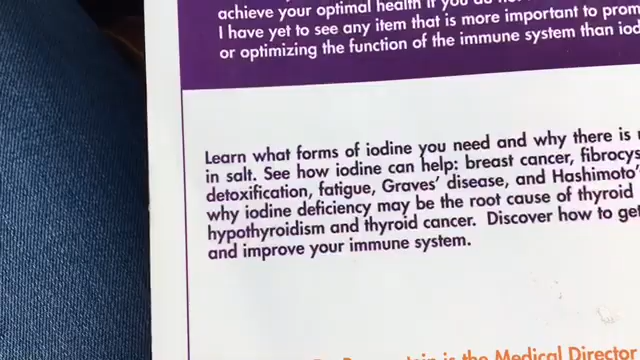 achieve your optimal health if you do
I have yet to see any item that is more important to prom
or optimizing the function of the immune system than iod
Learn what forms of iodine you need and why there is
in salt. See how iodine can help: breast cancer, fibrocys
detoxification, fatigue, Graves' disease, and Hashimoto's
why iodine deficiency may be the root cause of thyroid
hypothyroidism and thyroid cancer. Discover how to get
and improve your immune system.
is the Medical Director